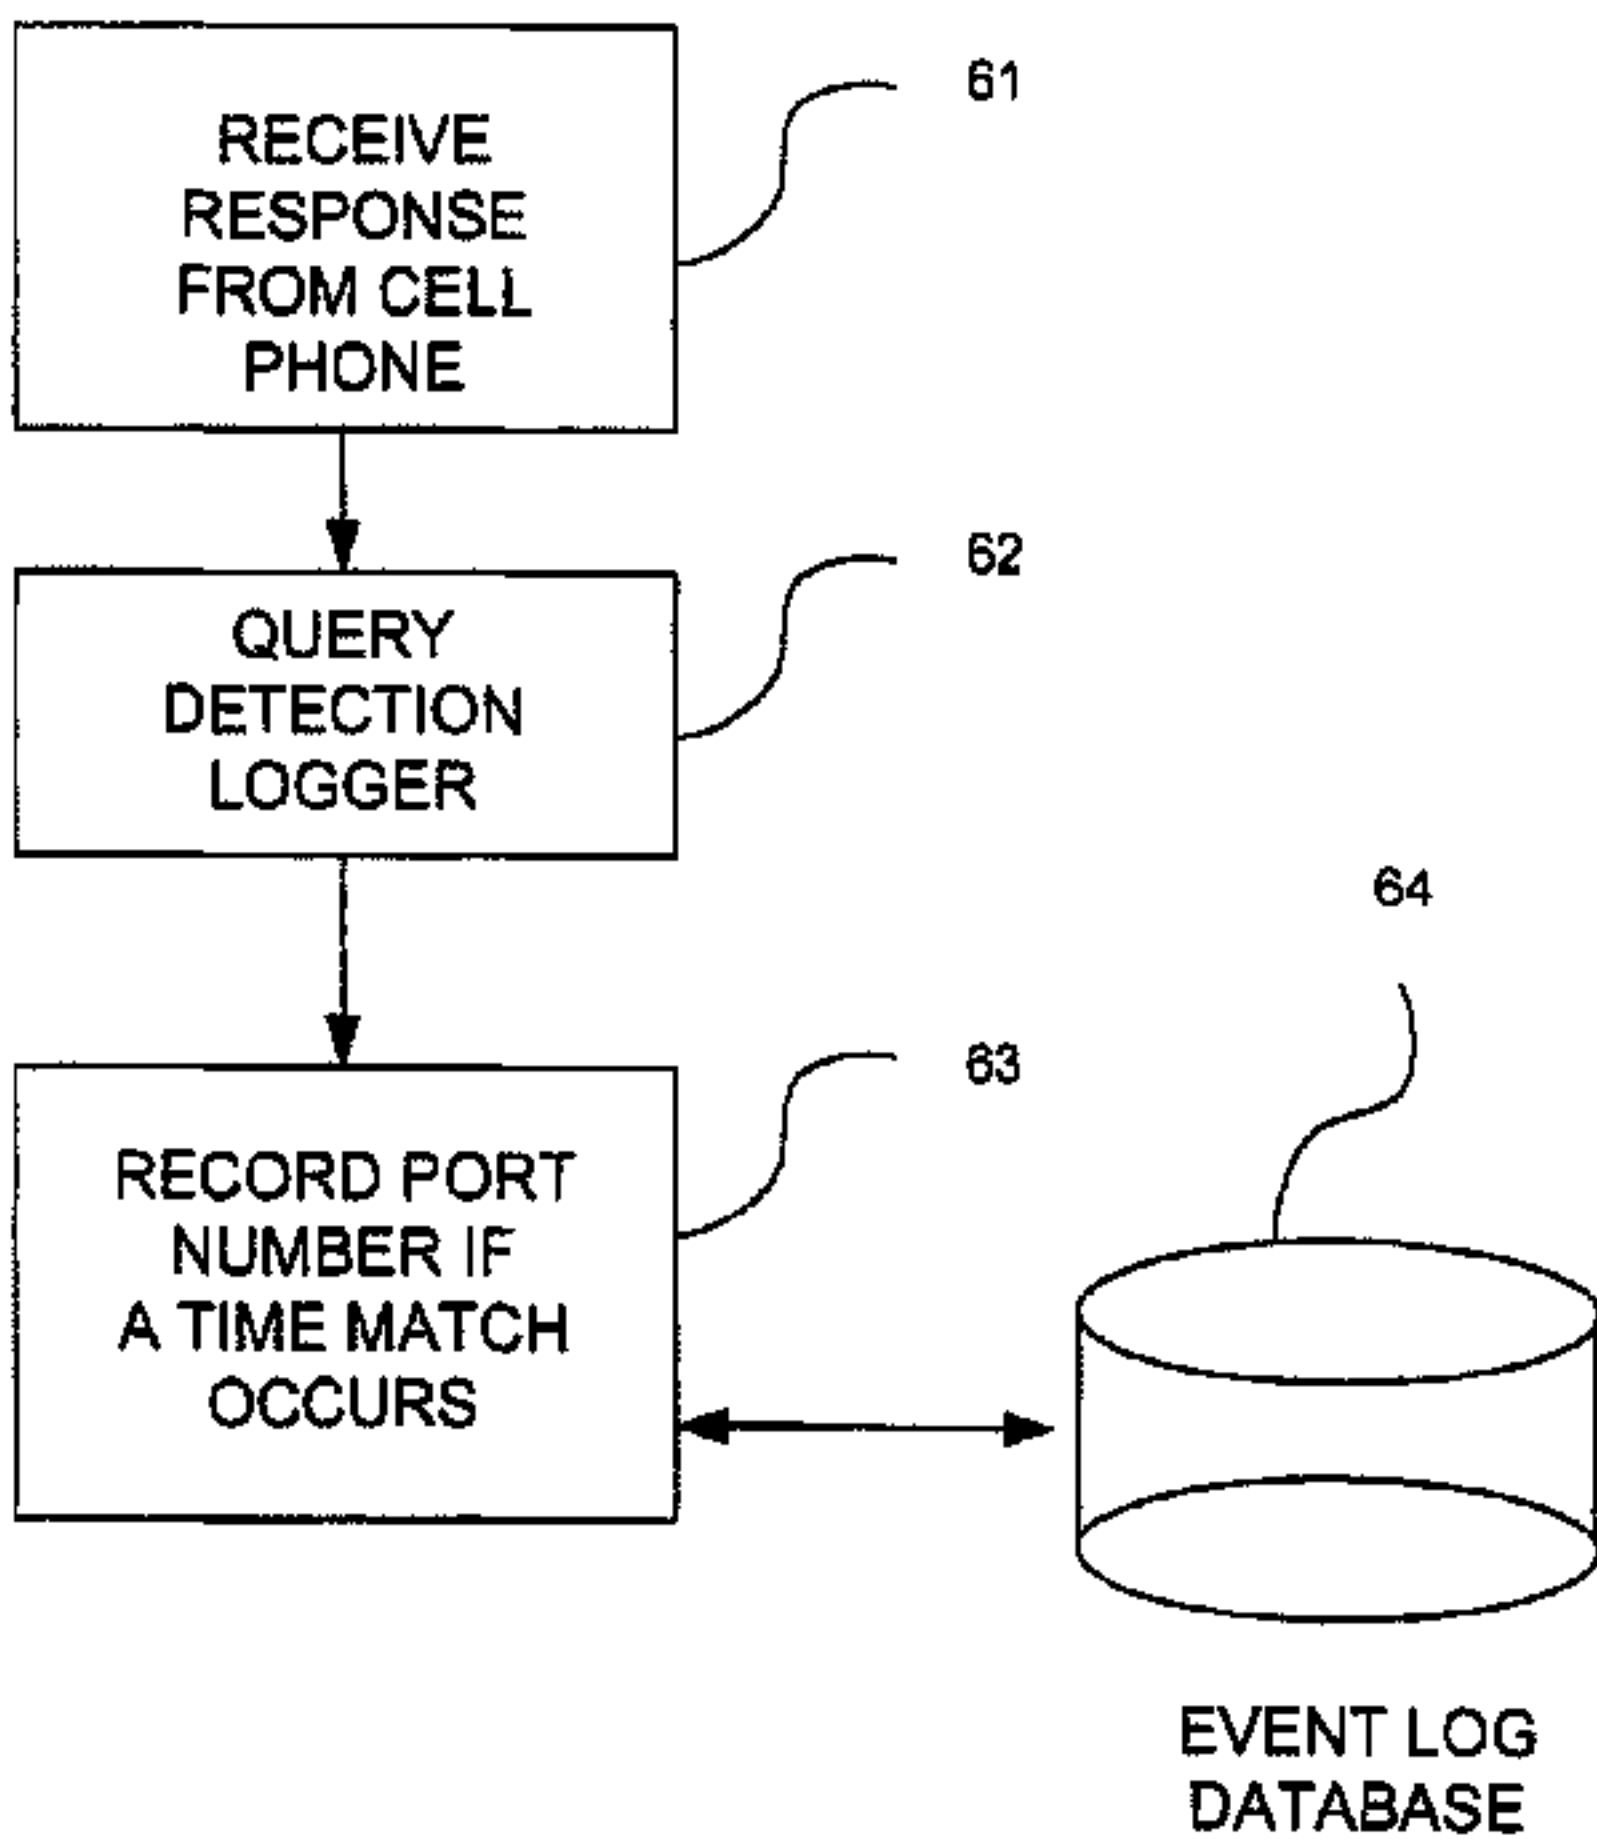 61
RECEIVE
RESPONSE
FROM CELL
PHONE
62
QUERY
DETECTION
LOGGER
64
63
RECORD PORT
NUMBER IF
A TIME MATCH
OCCURS
EVENT LOG
DATABASE